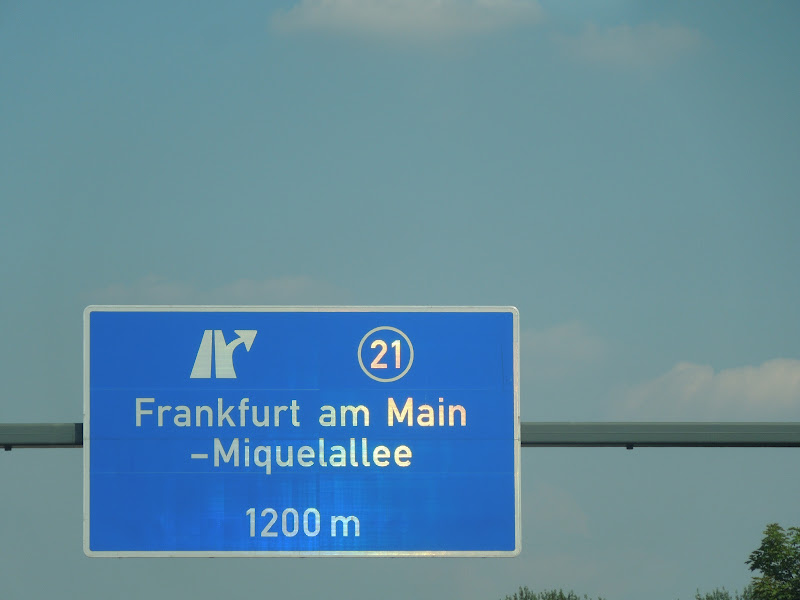 21
Frankfurt am Main
-Miquelallee
1200 m